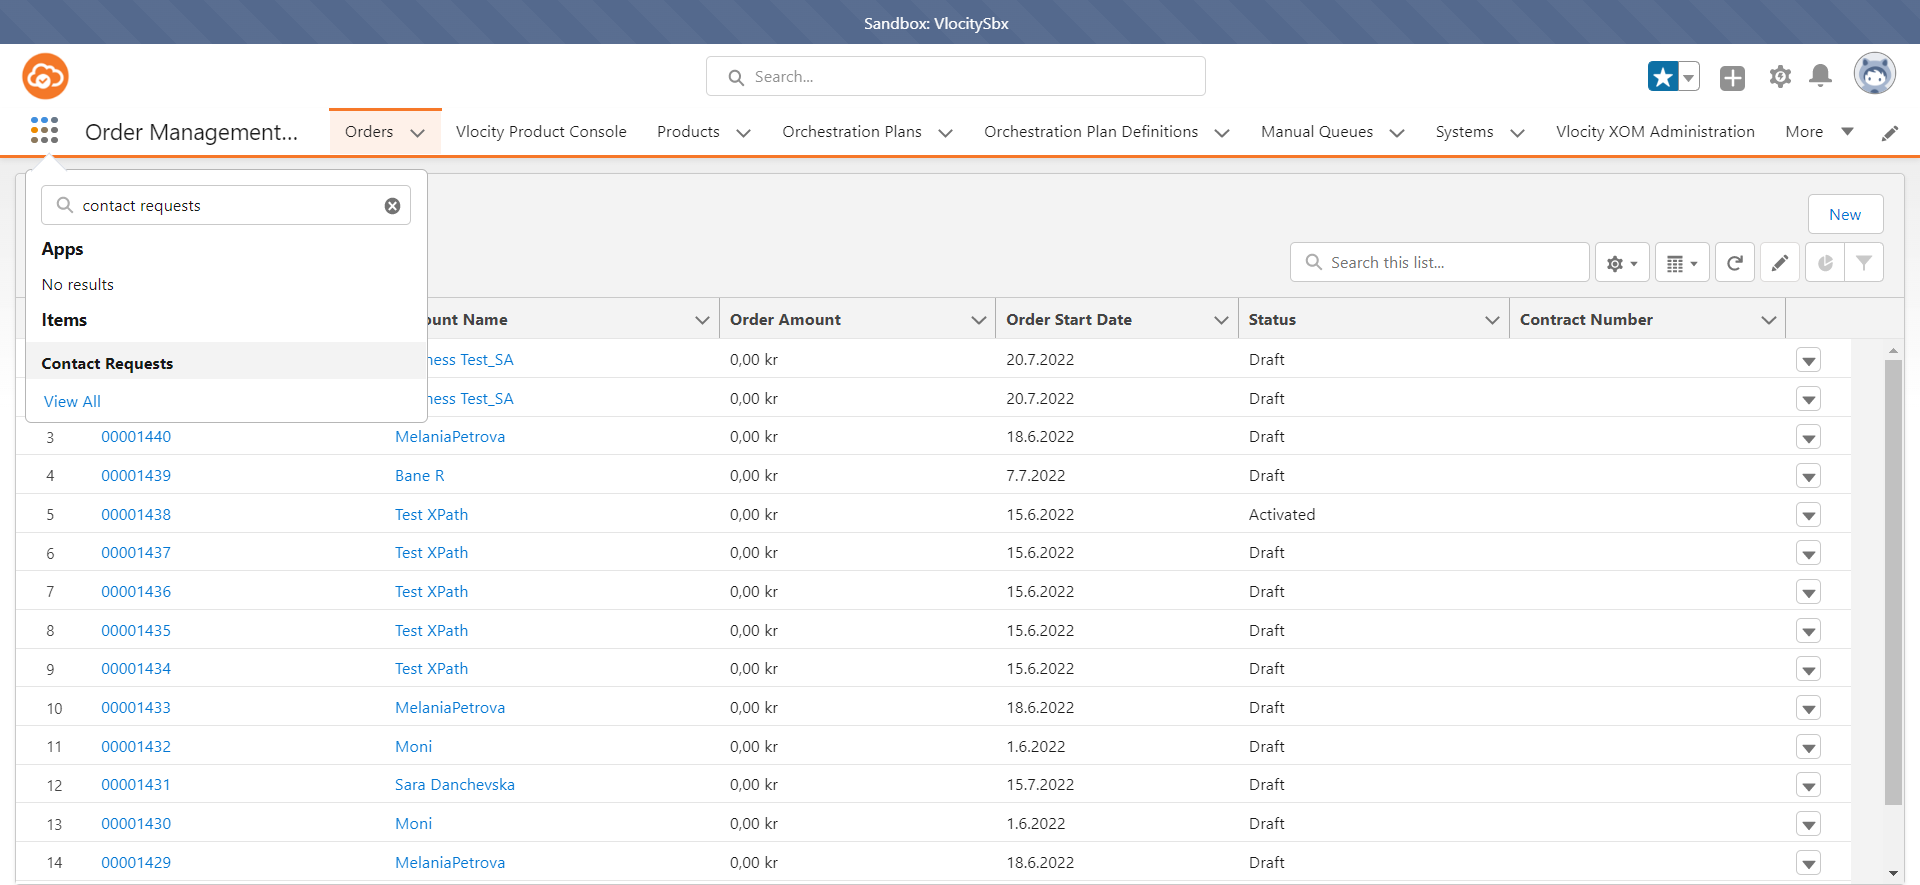 Sandbox: VlocitySbx
Search...
Order Management...
Orders
Vlocity Product Console
Products
Orchestration Plans
Orchestration Plan Definitions
Manual Queues
Systems
Vlocity XOM Administration
More
contact requests
Apps
No results
Items
Contact Requests
View All
New
Search this list...
ount Name Order Amount Order Start Date Status Contract Number
ness Test_SA 0,00 kr 20.7.2022 Draft
ness Test_SA 0,00 kr 20.7.2022 Draft
3 00001440 MelaniaPetrova 0,00 kr 18.6.2022 Draft
4 00001439 Bane R 0,00 kr 7.7.2022 Draft
5 00001438 Test XPath 0,00 kr 15.6.2022 Activated
6 00001437 Test XPath 0,00 kr 15.6.2022 Draft
7 00001436 Test XPath 0,00 kr 15.6.2022 Draft
8 00001435 Test XPath 0,00 kr 15.6.2022 Draft
9 00001434 Test XPath 0,00 kr 15.6.2022 Draft
10 00001433 MelaniaPetrova 0,00 kr 18.6.2022 Draft
11 00001432 Moni 0,00 kr 1.6.2022 Draft
12 00001431 Sara Danchevska 0,00 kr 15.7.2022 Draft
13 00001430 Moni 0,00 kr 1.6.2022 Draft
14 00001429 MelaniaPetrova 0,00 kr 18.6.2022 Draft